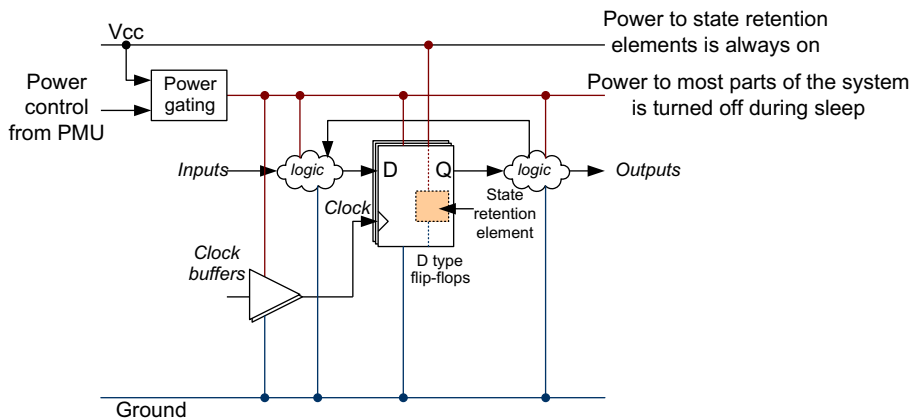 Vcc
Power to state retention
elements is always on
Power
gating
Power to most parts of the system
is turned off during sleep
Power
control
from PMU
Inputs
logic
D
Q
logic
Outputs
Clock
State
retention
element
Clock
buffers
D type
flip-flops
Ground